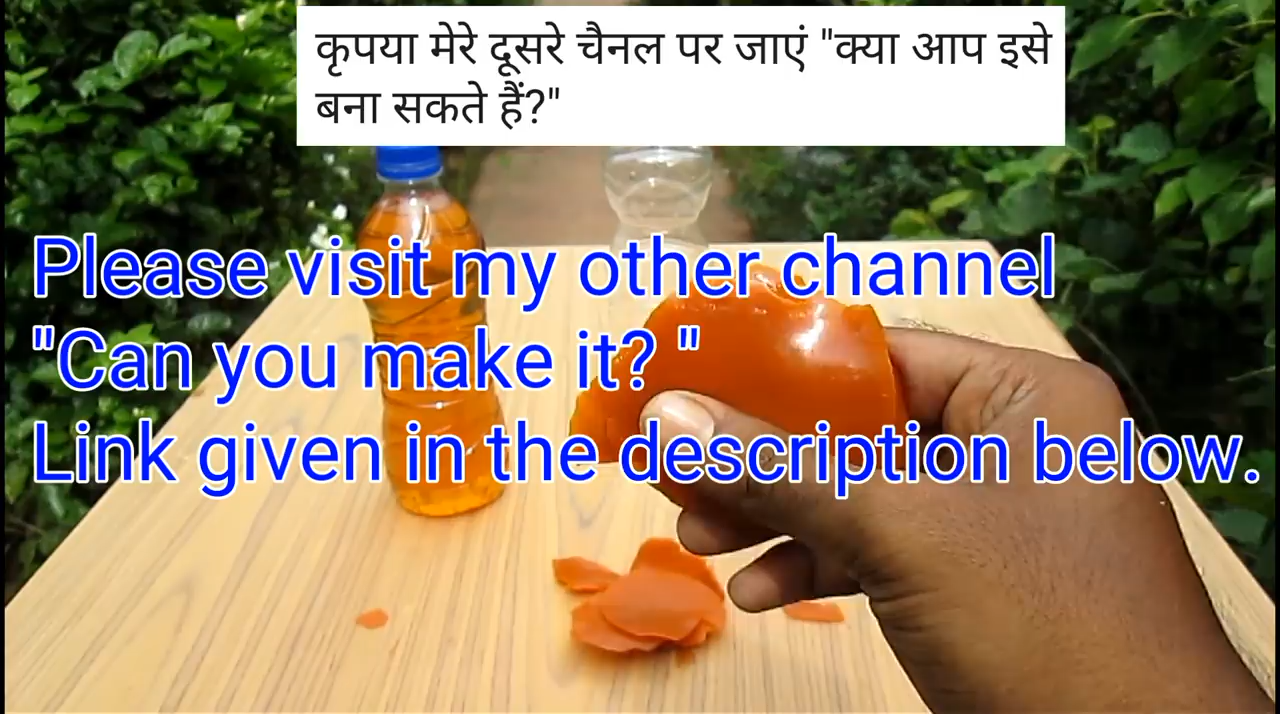 कृपया मेरे दूसरे चैनल पर जाएं "क्या आप इसे
बना सकते हैं?"
Please visit my other channel
"Can you make it? "
Link given in the description below.